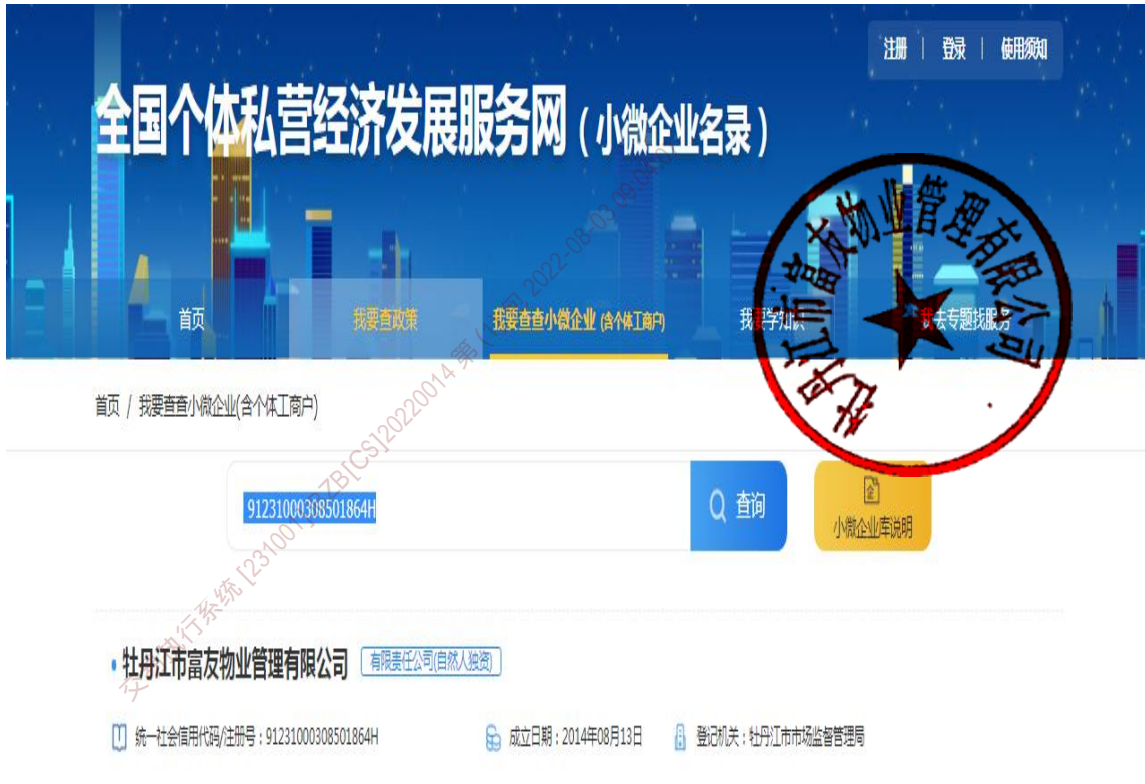 注册 | 登录 | 使用须知
全国个体私营经济发展服务网(小微企业名录)
首页 我要查政策 我要查查小微企业 (含个体工商户) 我要学知识 我去专题找服务
牡丹江市富友物业管理有限公司
首页 / 我要查查小微企业(含个体工商户)
91231000308501864H 查询
企
小微企业库说明
牡丹江市富友物业管理有限公司 有限责任公司(自然人独资)
统一社会信用代码/注册号:91231000308501864H 成立日期:2014年08月13日 登记机关:牡丹江市市场监督管理局